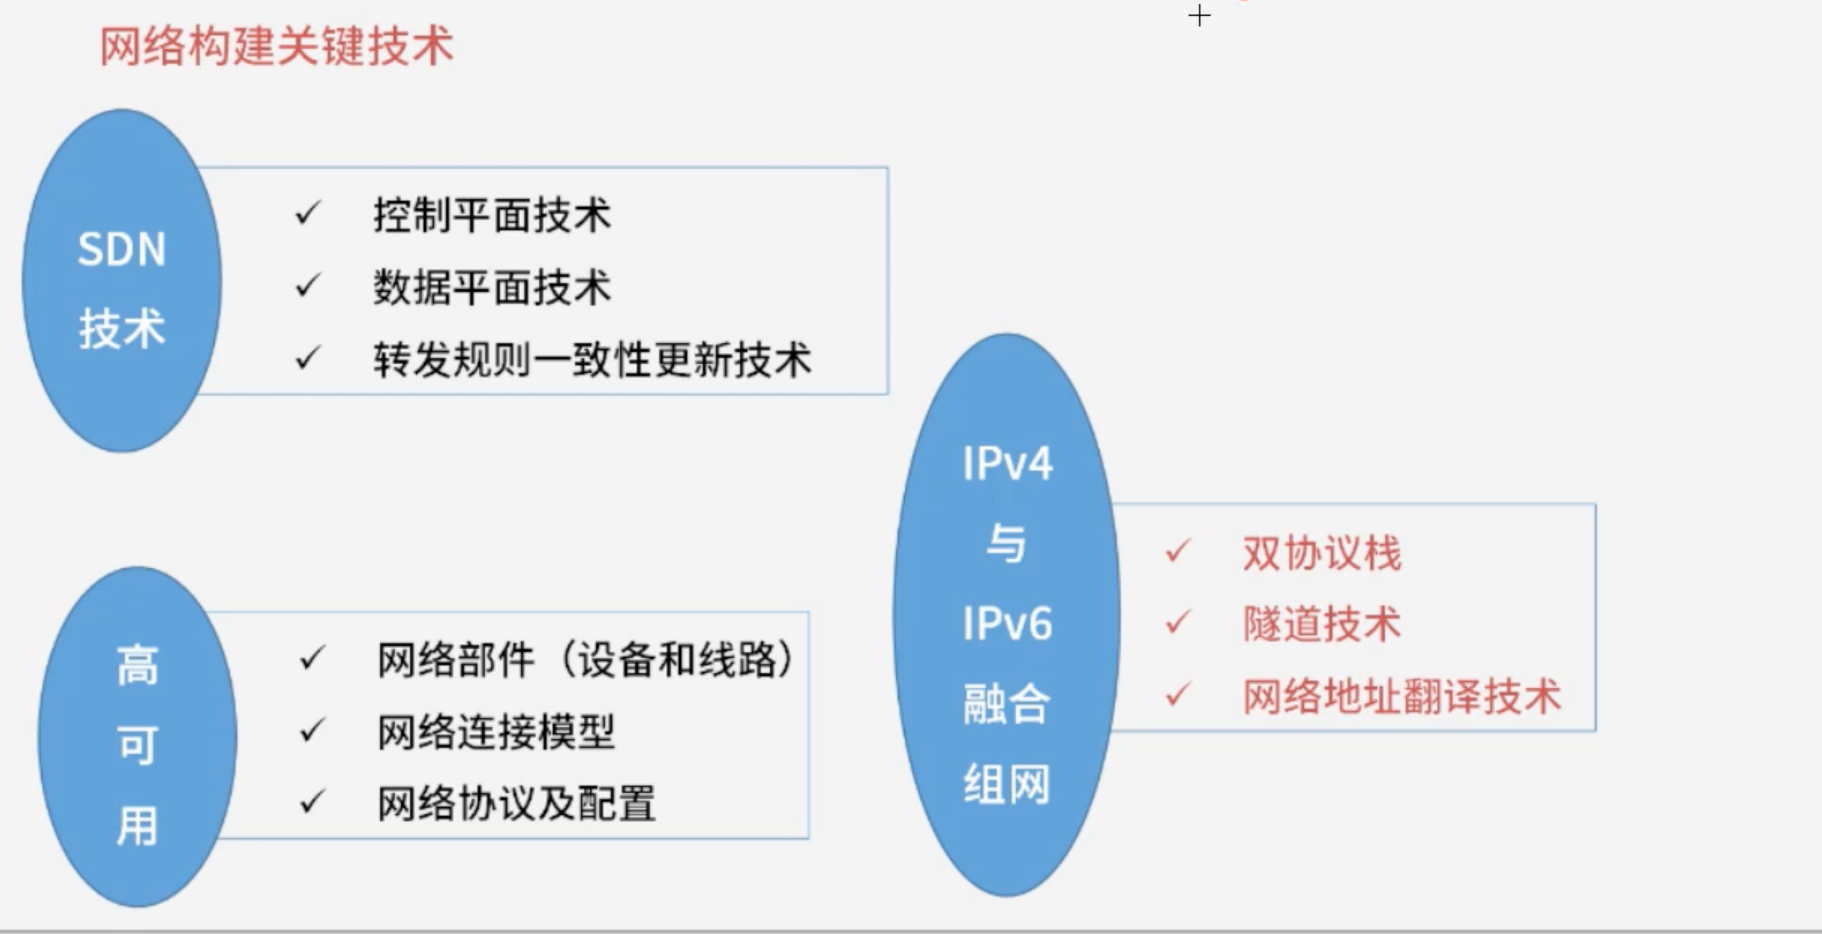 网络构建关键技术
SDN
技术
控制平面技术
数据平面技术
转发规则一致性更新技术
高
可
用
网络部件（设备和线路）
网络连接模型
网络协议及配置
IPv4
与
IPv6
融合
组网
双协议栈
隧道技术
网络地址翻译技术